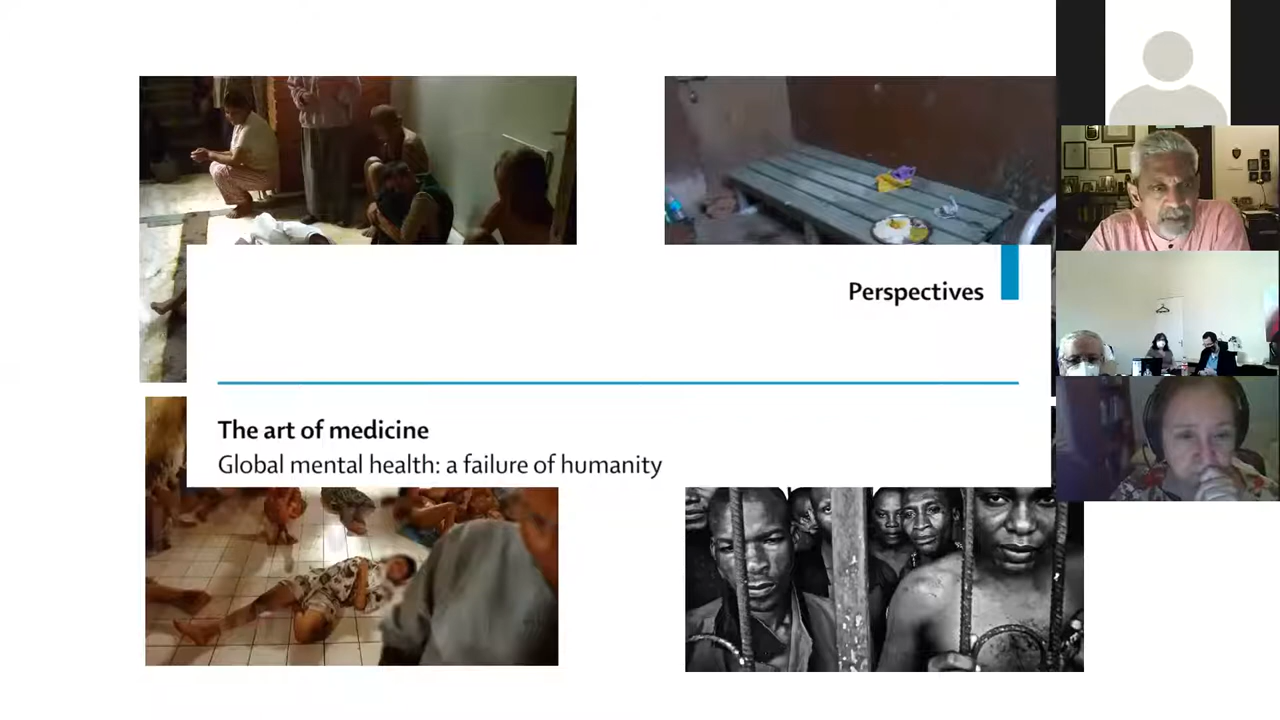 Perspectives
The art of medicine
Global mental health: a failure of humanity